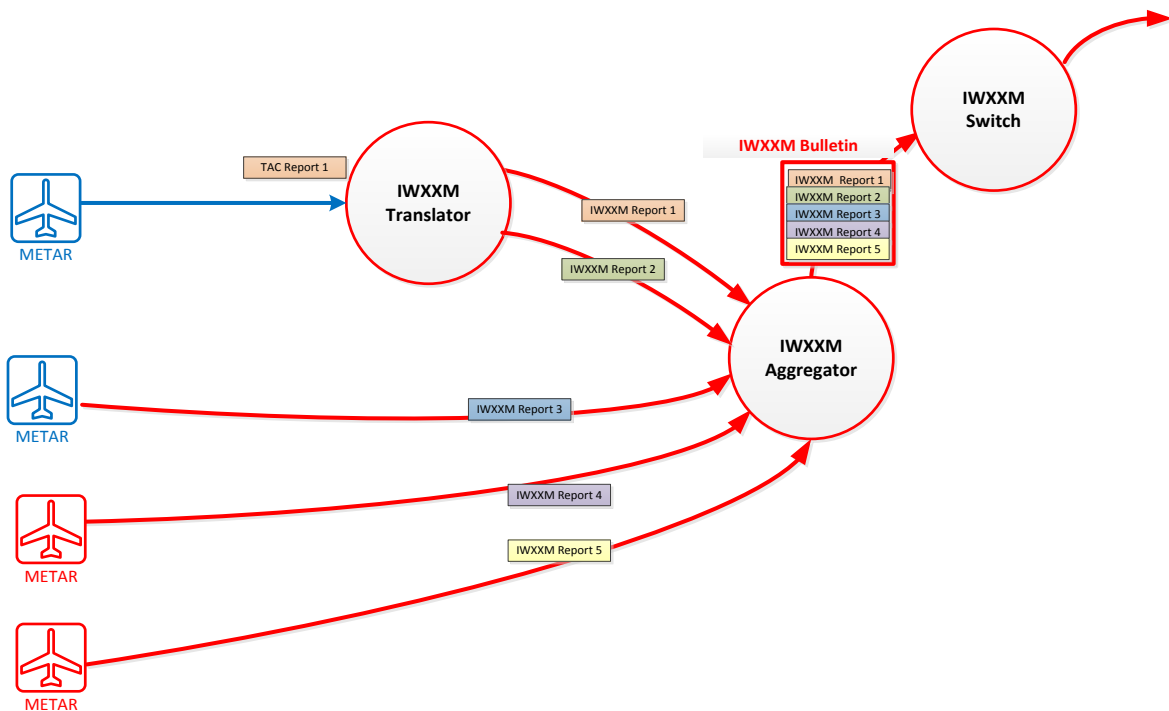 IWXXM
Switch
IWXXM Bulletin
TAC Report 1
IWXXM Report 1
IWXXM Report 2
IWXXM Report 3
IWXXM Report 4
IWXXM Report 5
IWXXM
Translator
IWXXM Report 1
METAR
IWXXM Report 2
IWXXM
Aggregator
METAR
IWXXM Report 3
IWXXM Report 4
METAR
IWXXM Report 5
METAR